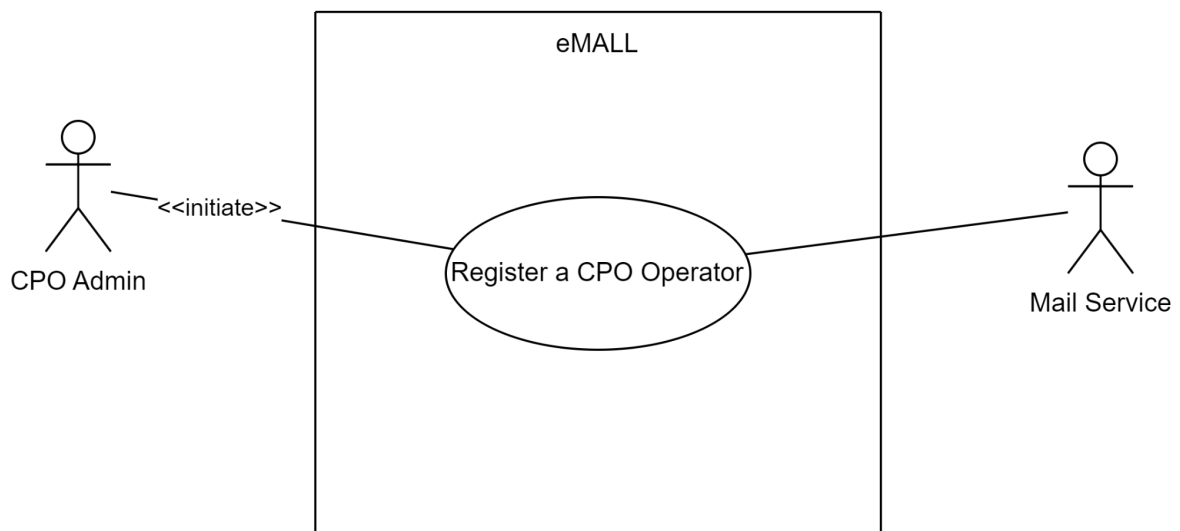 eMALL
<<initiate>>
CPO Admin
Register a CPO Operator
Mail Service